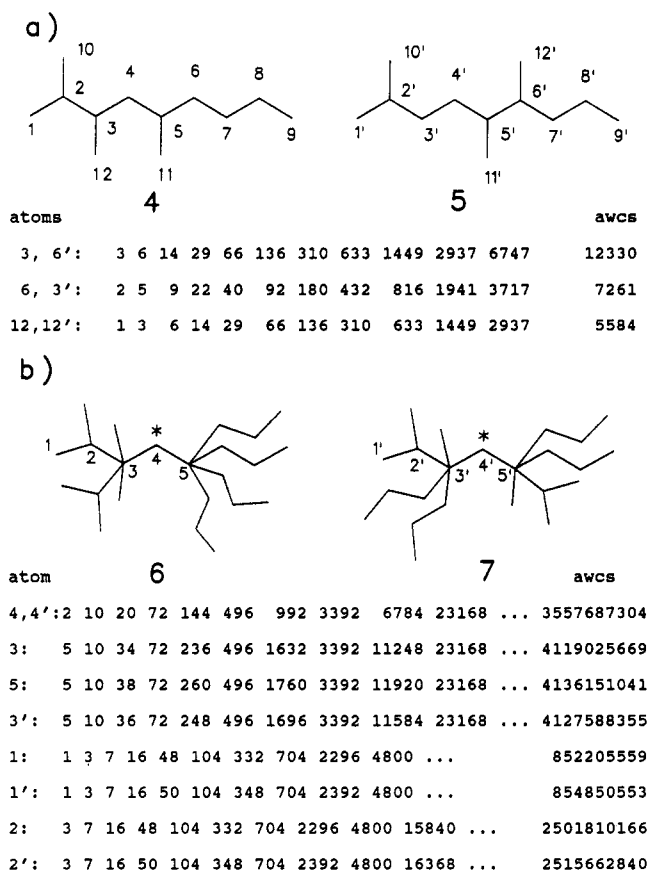 a)
10 4 6 8 10' 4' 12' 8'
2 2' 6'
1 3 5 7 9 1' 3' 5' 7' 9'
12 11 11'
4 5
atoms awcs
3, 6': 3 6 14 29 66 136 310 633 1449 2937 6747 12330
6, 3': 2 5 9 22 40 92 180 432 816 1941 3717 7261
12,12': 1 3 6 14 29 66 136 310 633 1449 2937 5584
b)
* *
1 2 3 4 5 1' 2' 3' 4' 5'
atom 6 7 awcs
4,4': 2 10 20 72 144 496 992 3392 6784 23168 ... 3557687304
3: 5 10 34 72 236 496 1632 3392 11248 23168 ... 4119025669
5: 5 10 38 72 260 496 1760 3392 11920 23168 ... 4136151041
3': 5 10 36 72 248 496 1696 3392 11584 23168 ... 4127588355
1: 1 3 7 16 48 104 332 704 2296 4800 ... 852205559
1': 1 3 7 16 50 104 348 704 2392 4800 ... 854850553
2: 3 7 16 48 104 332 704 2296 4800 15840 ... 2501810166
2': 3 7 16 50 104 348 704 2392 4800 16368 ... 2515662840